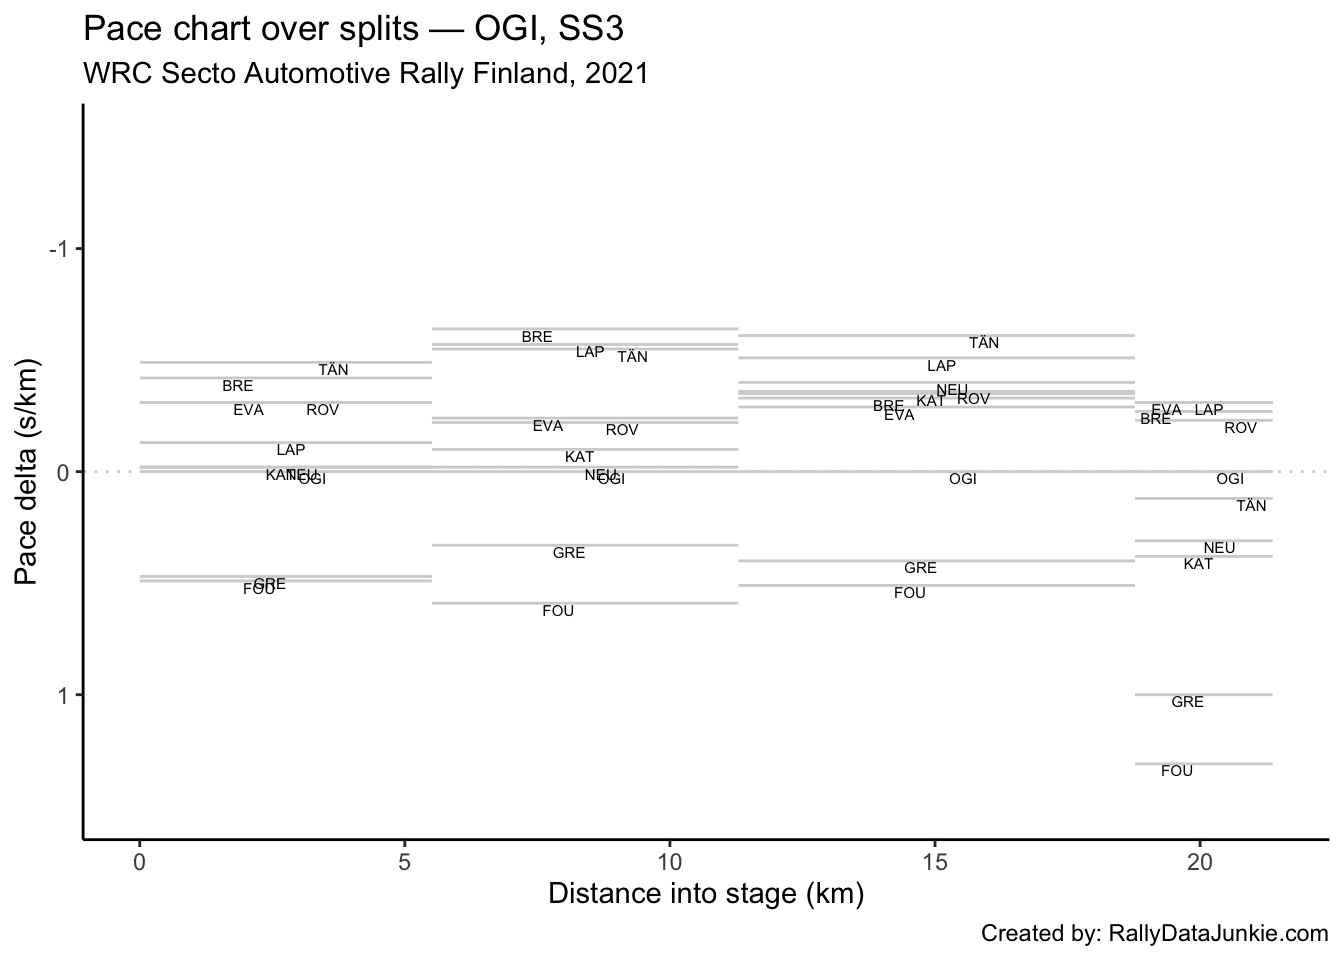 Pace chart over splits — OGI, SS3
WRC Secto Automotive Rally Finland, 2021
Pace delta (s/km)
-1
0
1
BRE
EVA
ROV
TÄN
LAP
KAT
NEU
OGI
GRE
FOU
BRE
LAP
TÄN
EVA
ROV
KAT
NEU
OGI
GRE
FOU
TÄN
LAP
NEU
KAT
ROV
BRE
EVA
OGI
GRE
FOU
EVA
LAP
BRE
ROV
OGI
TÄN
NEU
KAT
GRE
FOU
0 5 10 15 20
Distance into stage (km)
Created by: RallyDataJunkie.com